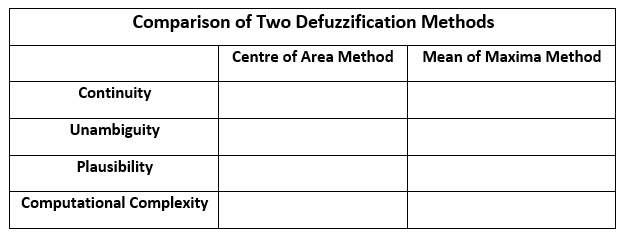 Comparison of Two Defuzzification Methods
Centre of Area Method Mean of Maxima Method
Continuity
Unambiguity
Plausibility
Computational Complexity